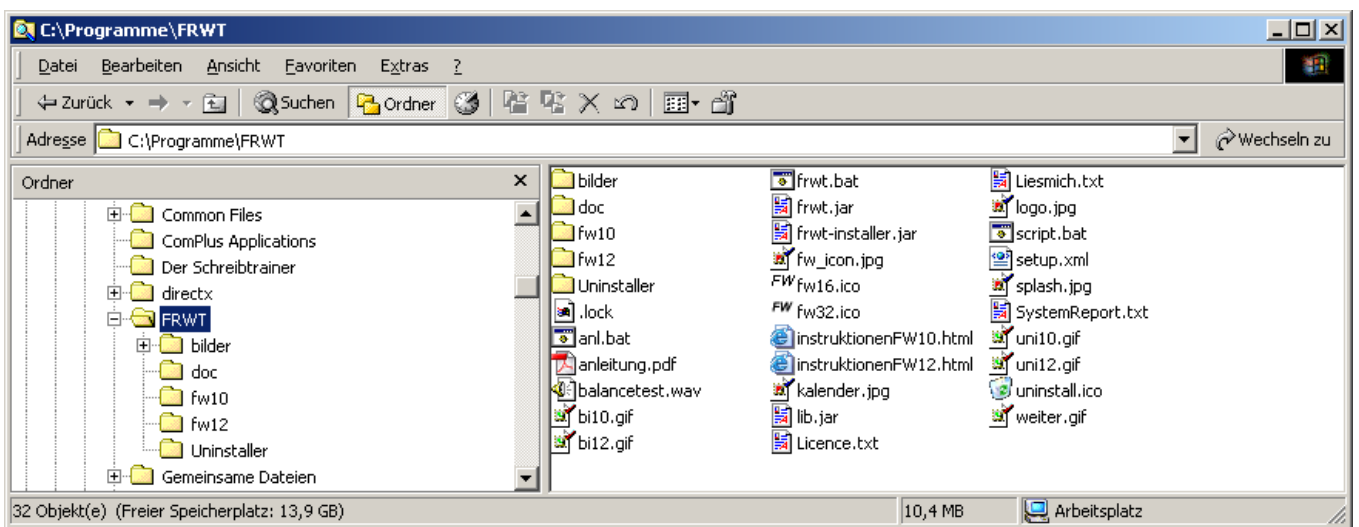 C:\Programme\FRWT
Datei Bearbeiten Ansicht Favoriten Extras ?
Zurück Suchen Ordner
Adresse C:\Programme\FRWT Wechseln zu
Ordner
Common Files
ComPlus Applications
Der Schreibtrainer
directx
FRWT
bilder
doc
fw10
fw12
Uninstaller
Gemeinsame Dateien
bilder
doc
fw10
fw12
Uninstaller
.lock
anl.bat
anleitung.pdf
balancetest.wav
bi10.gif
bi12.gif
frwt.bat
frwt.jar
frwt-installer.jar
fw_icon.jpg
FW fw16.ico
FW fw32.ico
instruktionenFW10.html
instruktionenFW12.html
kalender.jpg
lib.jar
Licence.txt
Liesmich.txt
logo.jpg
script.bat
setup.xml
splash.jpg
SystemReport.txt
uni10.gif
uni12.gif
uninstall.ico
weiter.gif
32 Objekt(e) (Freier Speicherplatz: 13,9 GB) 10,4 MB Arbeitsplatz